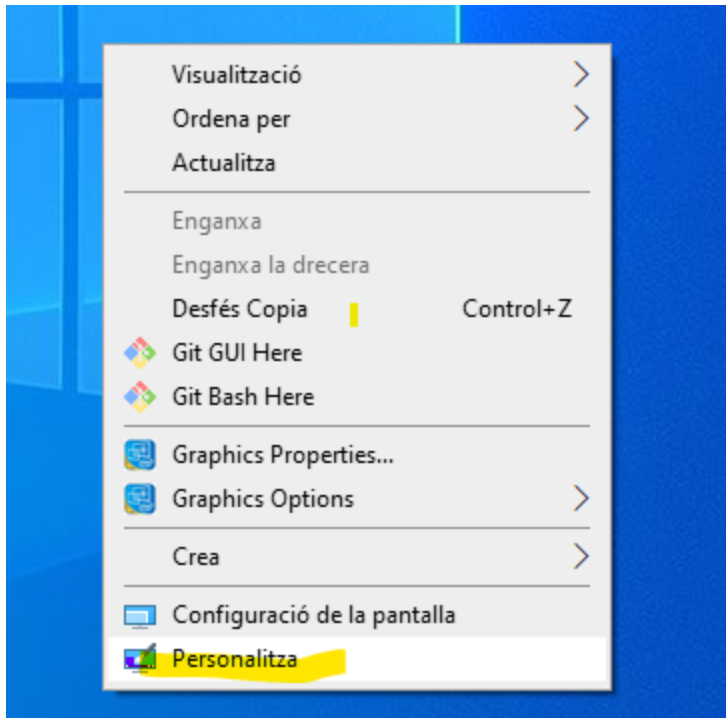 Visualització
Ordena per
Actualitza
Enganxa
Enganxa la drecera
Desfés Copia Control+Z
Git GUI Here
Git Bash Here
Graphics Properties...
Graphics Options
Crea
Configuració de la pantalla
Personalitza